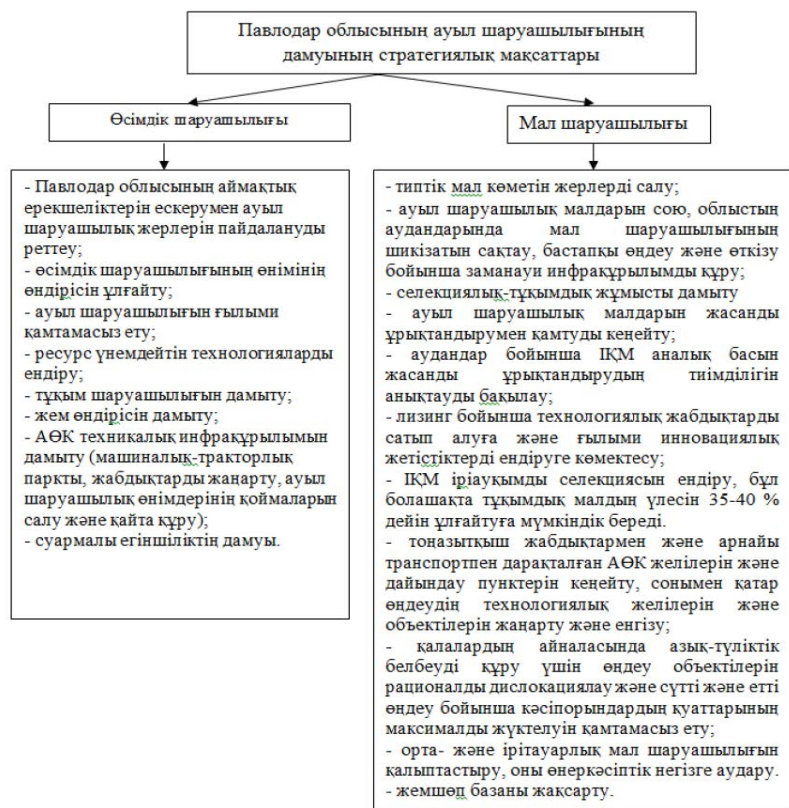 Павлодар облысының ауыл шаруашылығының
дамуының стратегиялық мақсаттары
Өсімдік шаруашылығы
Мал шаруашылығы
- Павлодар облысының аймақтық
ерекшеліктерін ескерумен ауыл
шаруашылық жерлерін пайдалануды
реттеу;
- өсімдік шаруашылығының өнімінің
өндірісін ұлғайту;
- ауыл шаруашылығын ғылыми
қамтамасыз ету;
- ресурс үнемдейтін технологияларды
ендіру;
- тұқым шаруашылығын дамыту;
- жем өндірісін дамыту;
- АӨК техникалық инфрақұрылымын
дамыту (машиналық-тракторлық
паркты, жабдықтарды жаңарту, ауыл
шаруашылық өнімдерінің қоймаларын
салу және қайта құру);
- суармалы егіншіліктің дамуы.
- типтік мал көметін жерлерді салу;
- ауыл шаруашылық малдарын сою, облыстың
аудандарында мал шаруашылығының
шикізатын сақтау, бастапқы өңдеу және өткізу
бойынша заманауи инфрақұрылымды құру;
- селекциялық-тұқымдық жұмысты дамыту
- ауыл шаруашылық малдарын жасанды
ұрықтандырумен қамтуды кеңейту;
- аудандар бойынша ІҚМ аналық басын
жасанды ұрықтандырудың тиімділігін
анықтауды бақылау;
- лизинг бойынша технологиялық жабдықтарды
сатып алуға және ғылыми инновациялық
жетістіктерді ендіруге көмектесу;
- ІҚМ іріауқымды селекциясын ендіру, бұл
болашақта тұқымдық малдың үлесін 35-40 %
дейін ұлғайтуға мүмкіндік береді.
- тоңазытқыш жабдықтармен және арнайы
транспортпен дарақталған АӨК желілерін және
дайындау пунктерін кеңейту, сонымен қатар
өңдеудің технологиялық желілерін және
объектілерін жаңарту және енгізу;
- қалалардың айналасында азық-түліктік
белбеуді құру үшін өңдеу объектілерін
рационалды дислокациялау және сүтті және етті
өңдеу бойынша кәсіпорындардың қуаттарының
максималды жүктелуін қамтамасыз ету;
- орта- және ірітауарлық мал шаруашылығын
қалыптастыру, оны өнеркәсіптік негізге аудару.
- жемшөп базаны жақсарту.